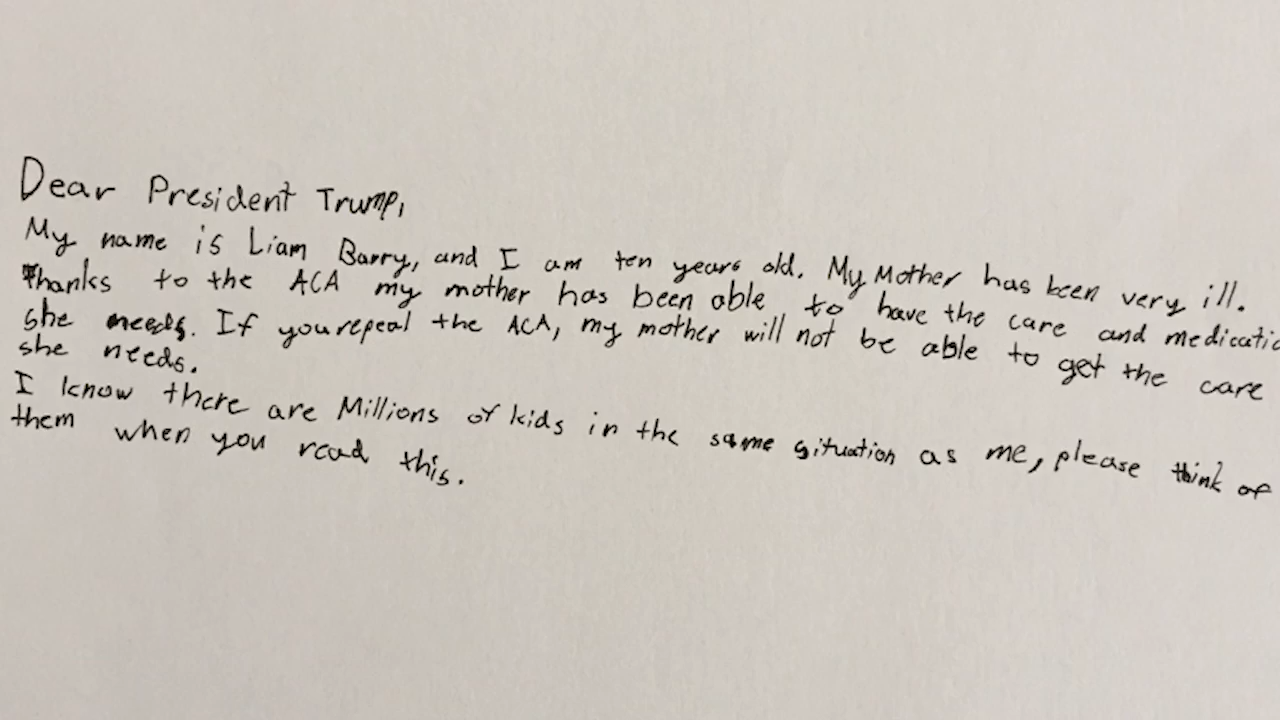 Dear President Trump,
My name is Liam Barry, and I am ten years old. My Mother has been very ill.
Thanks to the ACA my mother has been able to have the care and medicatio
she needs. If you repeal the ACA, my mother will not be able to get the care
she needs.
I know there are Millions of kids in the same situation as me, please think of
them when you read this.